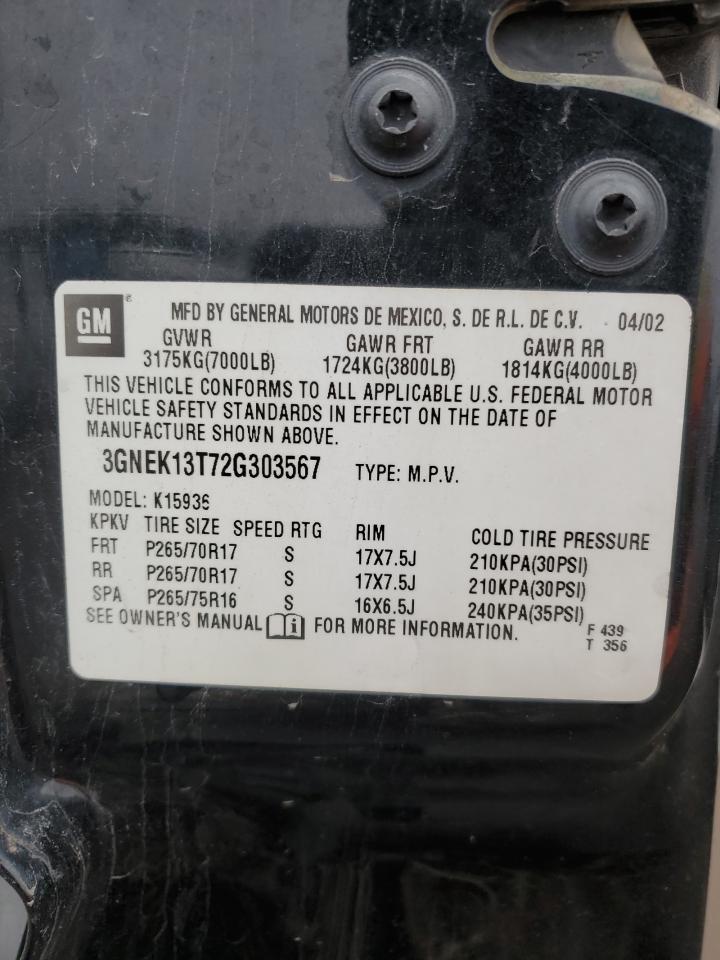 GM ®
MFD BY GENERAL MOTORS DE MEXICO, S. DE R.L. DE C.V. 04/02
GVWR GAWR FRT GAWR RR
3175KG(7000LB) 1724KG(3800LB) 1814KG(4000LB)
THIS VEHICLE CONFORMS TO ALL APPLICABLE U.S. FEDERAL MOTOR
VEHICLE SAFETY STANDARDS IN EFFECT ON THE DATE OF
MANUFACTURE SHOWN ABOVE.
3GNEK13T72G303567 TYPE: M.P.V.
MODEL: K15936
KPKV TIRE SIZE SPEED RTG RIM COLD TIRE PRESSURE
FRT P265/70R17 S 17X7.5J 210KPA(30PSI)
RR P265/70R17 S 17X7.5J 210KPA(30PSI)
SPA P265/75R16 S 16X6.5J 240KPA(35PSI)
SEE OWNER'S MANUAL i FOR MORE INFORMATION.
F 439
T 356